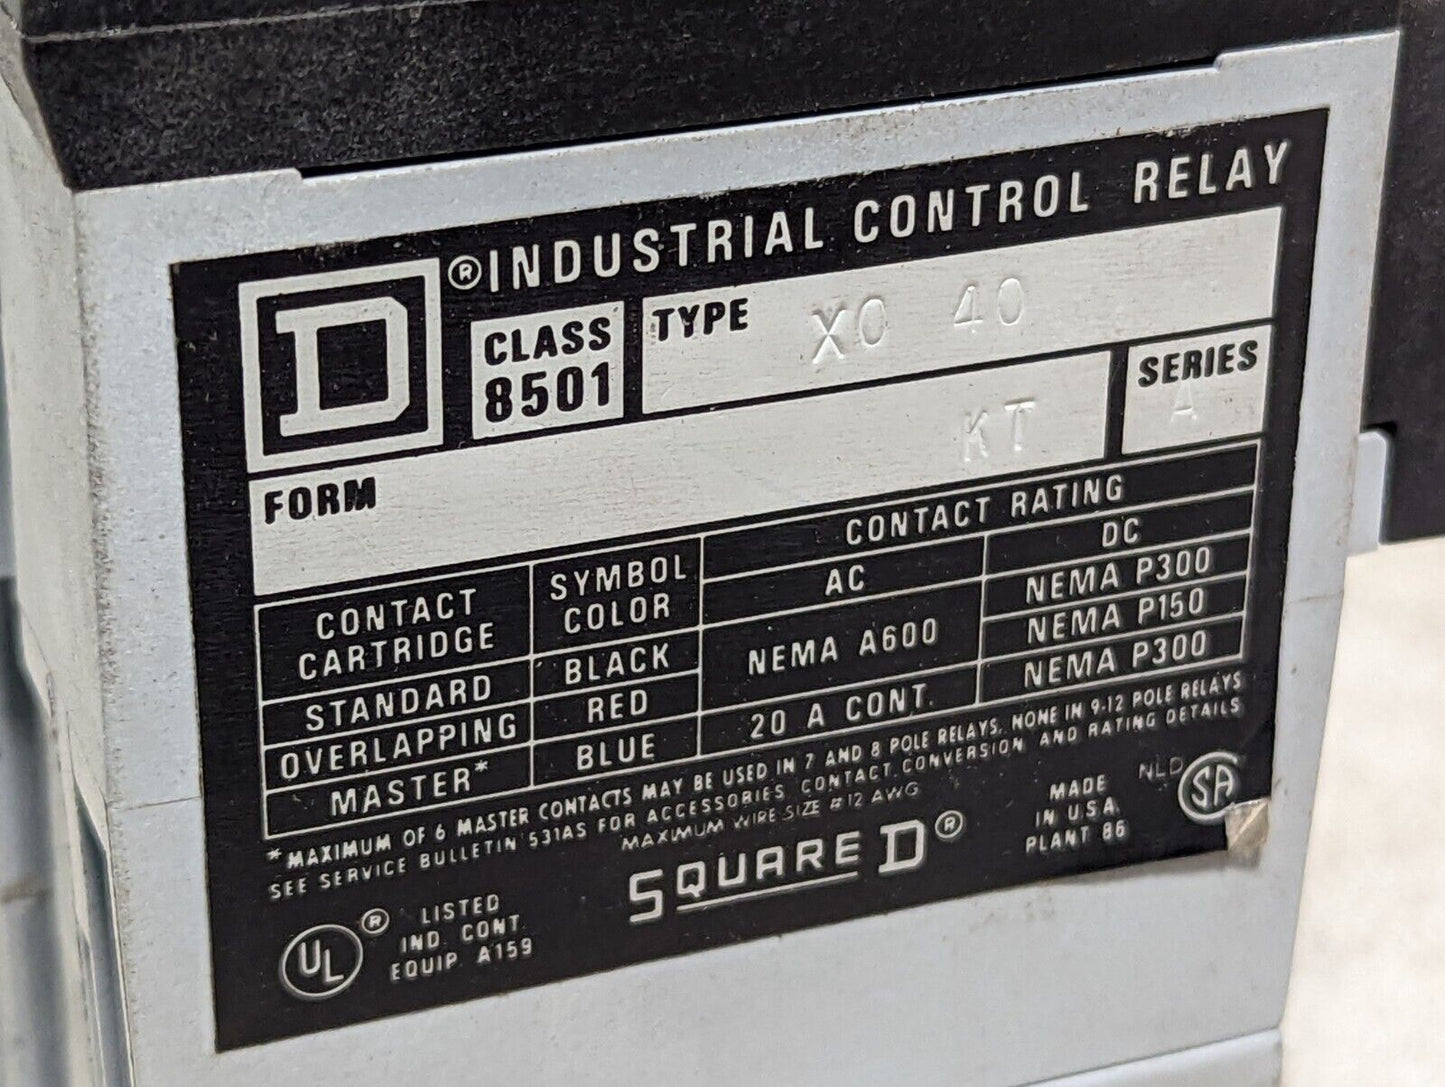 D ® INDUSTRIAL CONTROL RELAY
CLASS 8501 TYPE XO 40
FORM KT SERIES A
CONTACT CARTRIDGE SYMBOL COLOR CONTACT RATING
AC DC
STANDARD BLACK NEMA A600 NEMA P300
OVERLAPPING RED NEMA P150
MASTER* BLUE 20 A CONT. NEMA P300
*MAXIMUM OF 6 MASTER CONTACTS MAY BE USED IN 7 AND 8 POLE RELAYS, NONE IN 9-12 POLE RELAYS
SEE SERVICE BULLETIN 531AS FOR ACCESSORIES, CONTACT CONVERSION AND RATING DETAILS
MAXIMUM WIRE SIZE #12 AWG
UL ® LISTED
IND. CONT.
EQUIP. A159
SQUARE D ®
MADE
IN U.S.A.
PLANT 86
NLD SA